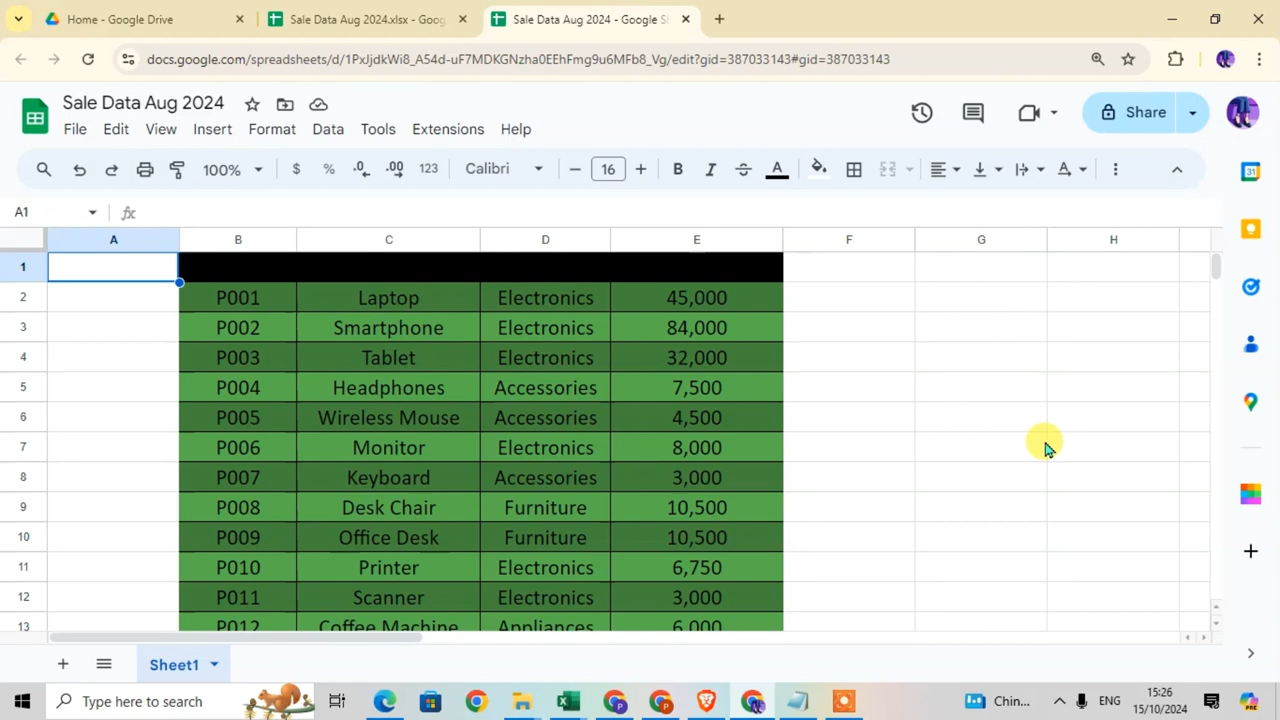 Home - Google Drive
Sale Data Aug 2024.xlsx - Goog
Sale Data Aug 2024 - Google S
docs.google.com/spreadsheets/d/1PxJjdkWi8_A54d-uF7MDKGNzha0EEhFmg9u6MFb8_Vg/edit?gid=387033143#gid=387033143
Sale Data Aug 2024
Share
File Edit View Insert Format Data Tools Extensions Help
100% $ % .0 .00 123 Calibri 16 B I S A A
A1 fx
A B C D E F G H
1
2 P001 Laptop Electronics 45,000
3 P002 Smartphone Electronics 84,000
4 P003 Tablet Electronics 32,000
5 P004 Headphones Accessories 7,500
6 P005 Wireless Mouse Accessories 4,500
7 P006 Monitor Electronics 8,000
8 P007 Keyboard Accessories 3,000
9 P008 Desk Chair Furniture 10,500
10 P009 Office Desk Furniture 10,500
11 P010 Printer Electronics 6,750
12 P011 Scanner Electronics 3,000
13 P012 Coffee Machine Appliances 6,000
Sheet1
Type here to search
Chin... ENG 15:26
15/10/2024